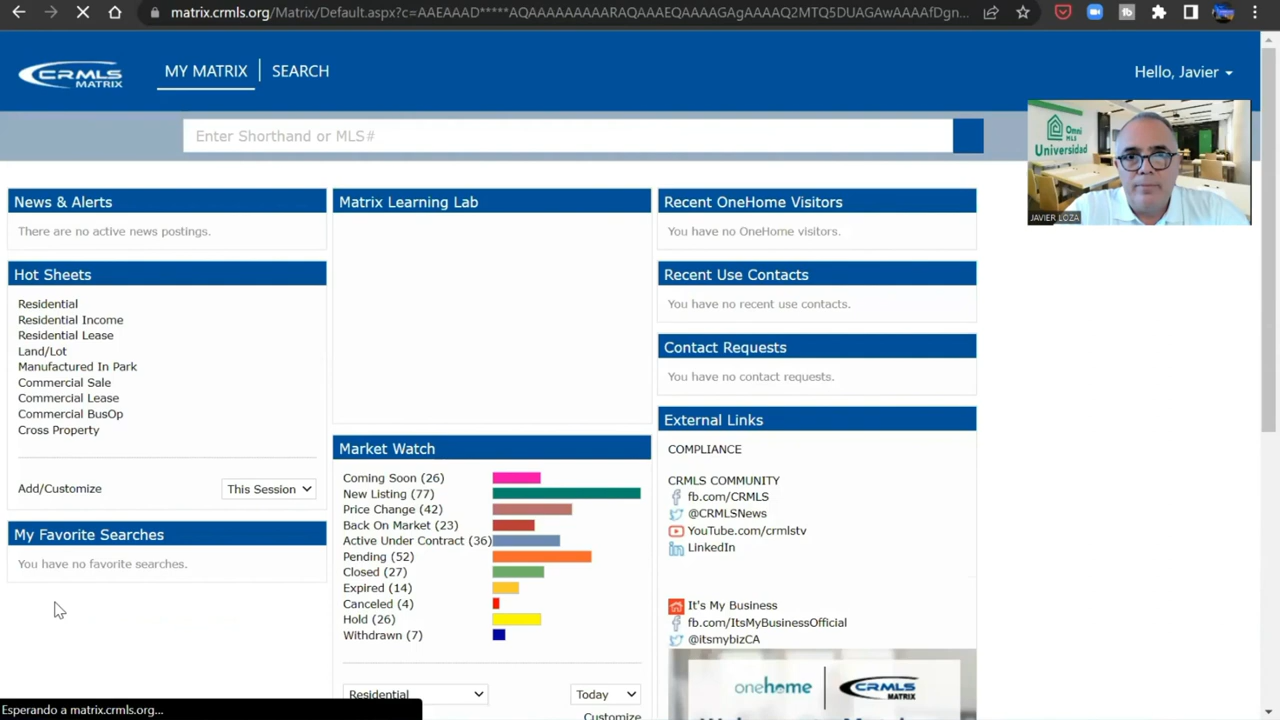 matrix.crmls.org/Matrix/Default.aspx?c=AAEAAAD*****AQAAAAAAAAARAQAAAEQAAAAGAgAAAAQ2MTQ5DUAGAwAAAAfDgn...
CRMLS
MATRIX
MY MATRIX
SEARCH
Hello, Javier
Enter Shorthand or MLS#
Omni
MLS
Universidad
JAVIER LOZA
News & Alerts
There are no active news postings.
Hot Sheets
Residential
Residential Income
Residential Lease
Land/Lot
Manufactured In Park
Commercial Sale
Commercial Lease
Commercial BusOp
Cross Property
Add/Customize
This Session
My Favorite Searches
You have no favorite searches.
Matrix Learning Lab
Market Watch
Coming Soon (26)
New Listing (77)
Price Change (42)
Back On Market (23)
Active Under Contract (36)
Pending (52)
Closed (27)
Expired (14)
Canceled (4)
Hold (26)
Withdrawn (7)
Residential
Today
Customize
Recent OneHome Visitors
You have no OneHome visitors.
Recent Use Contacts
You have no recent use contacts.
Contact Requests
You have no contact requests.
External Links
COMPLIANCE
CRMLS COMMUNITY
fb.com/CRMLS
@CRMLSNews
YouTube.com/crmlstv
LinkedIn
It's My Business
fb.com/ItsMyBusinessOfficial
@itsmybizCA
onehome
CRMLS
MATRIX
Esperando a matrix.crmls.org...